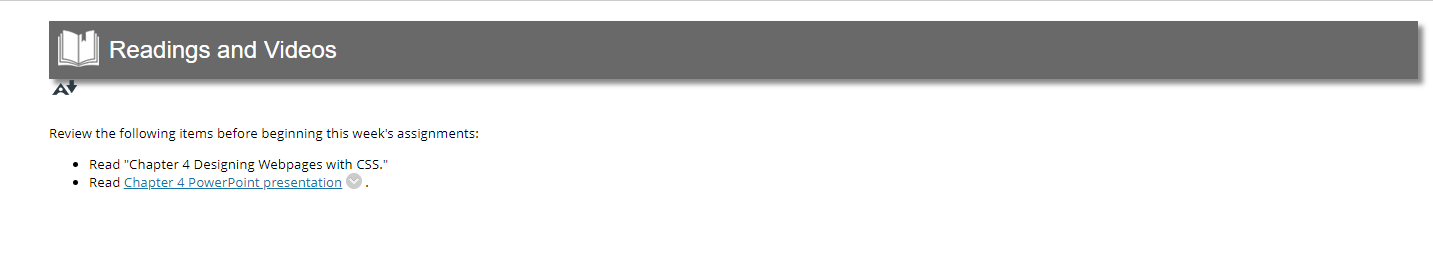 Readings and Videos
Review the following items before beginning this week's assignments:
Read "Chapter 4 Designing Webpages with CSS."
Read Chapter 4 PowerPoint presentation .